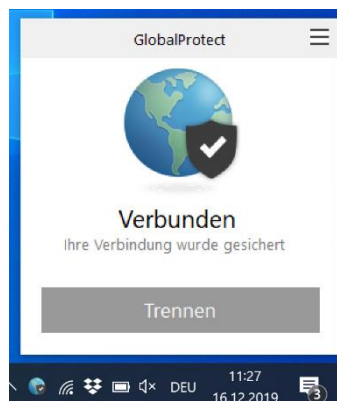 GlobalProtect
Verbunden
Ihre Verbindung wurde gesichert
Trennen
DEU
11:27
16.12.2019
3